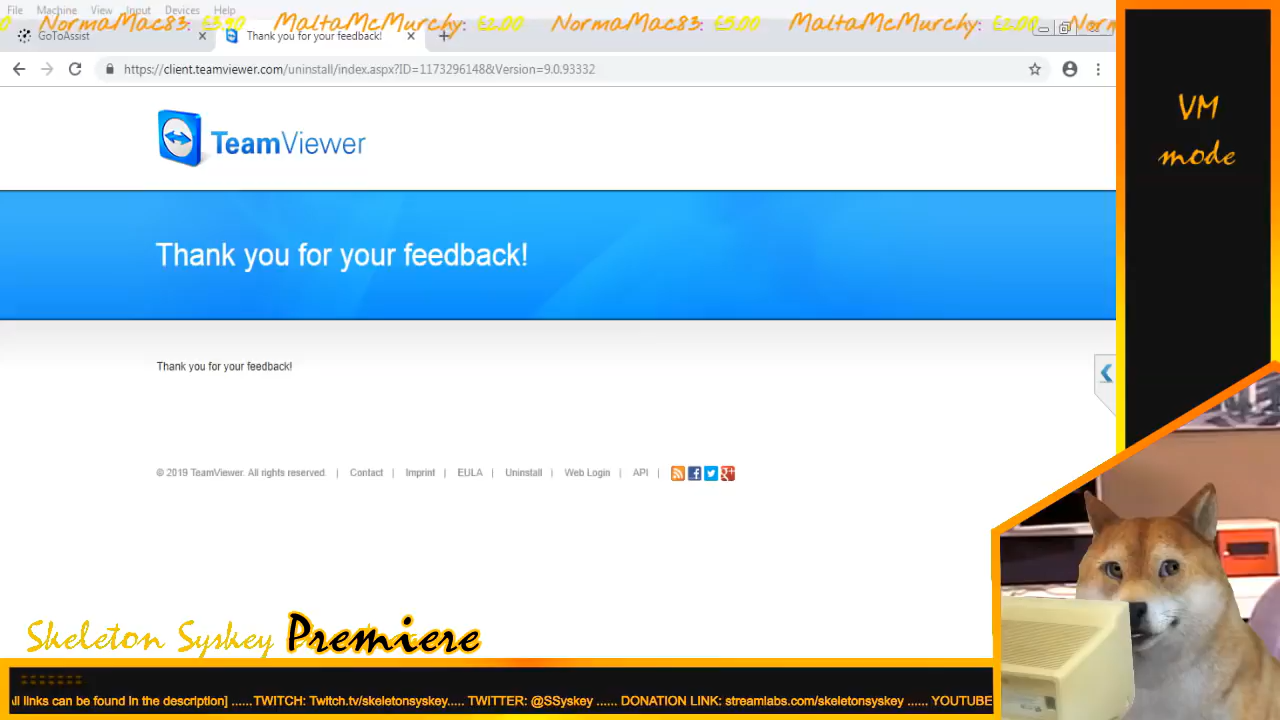 File Machine View Input Devices Help
0 NormaMac83: £3.90 MaltaMcMurchy: £2.00 NormaMac83: £5.00 MaltaMcMurchy: £2.00 Norm
GoToAssist
Thank you for your feedback!
https://client.teamviewer.com/uninstall/index.aspx?ID=1173296148&Version=9.0.93332
VM
mode
TeamViewer
Thank you for your feedback!
Thank you for your feedback!
© 2019 TeamViewer. All rights reserved. | Contact | Imprint | EULA | Uninstall | Web Login | API |
Skeleton Syskey Premiere
ll links can be found in the description] ...... TWITCH: Twitch.tv/skeletonsyskey..... TWITTER: @SSyskey ...... DONATION LINK: streamlabs.com/skeletonsyskey ...... YOUTUBE